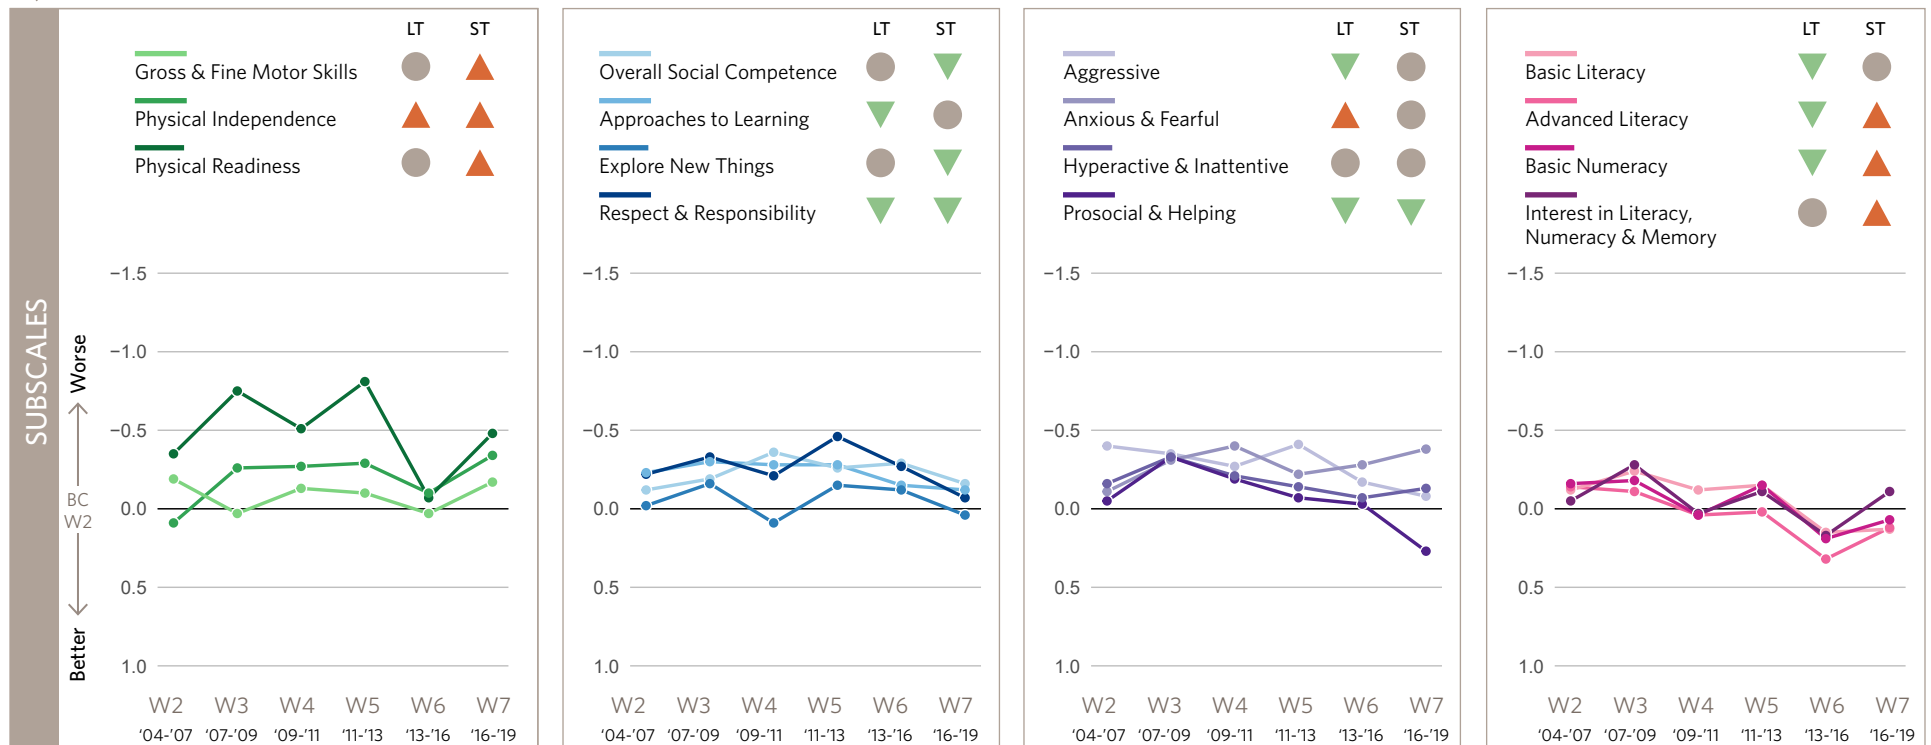 SUBSCALES
Worse
BC
W2
Better
LT ST
Gross & Fine Motor Skills
Physical Independence
Physical Readiness
−1.5
−1.0
−0.5
0.0
0.5
1.0
W2 W3 W4 W5 W6 W7
‘04-’07 ‘07-’09 ‘09-’11 ‘11-’13 ‘13-’16 ‘16-’19
LT ST
Overall Social Competence
Approaches to Learning
Explore New Things
Respect & Responsibility
−1.5
−1.0
−0.5
0.0
0.5
1.0
W2 W3 W4 W5 W6 W7
‘04-’07 ‘07-’09 ‘09-’11 ‘11-’13 ‘13-’16 ‘16-’19
LT ST
Aggressive
Anxious & Fearful
Hyperactive & Inattentive
Prosocial & Helping
−1.5
−1.0
−0.5
0.0
0.5
1.0
W2 W3 W4 W5 W6 W7
‘04-’07 ‘07-’09 ‘09-’11 ‘11-’13 ‘13-’16 ‘16-’19
LT ST
Basic Literacy
Advanced Literacy
Basic Numeracy
Interest in Literacy,
Numeracy & Memory
−1.5
−1.0
−0.5
0.0
0.5
1.0
W2 W3 W4 W5 W6 W7
‘04-’07 ‘07-’09 ‘09-’11 ‘11-’13 ‘13-’16 ‘16-’19